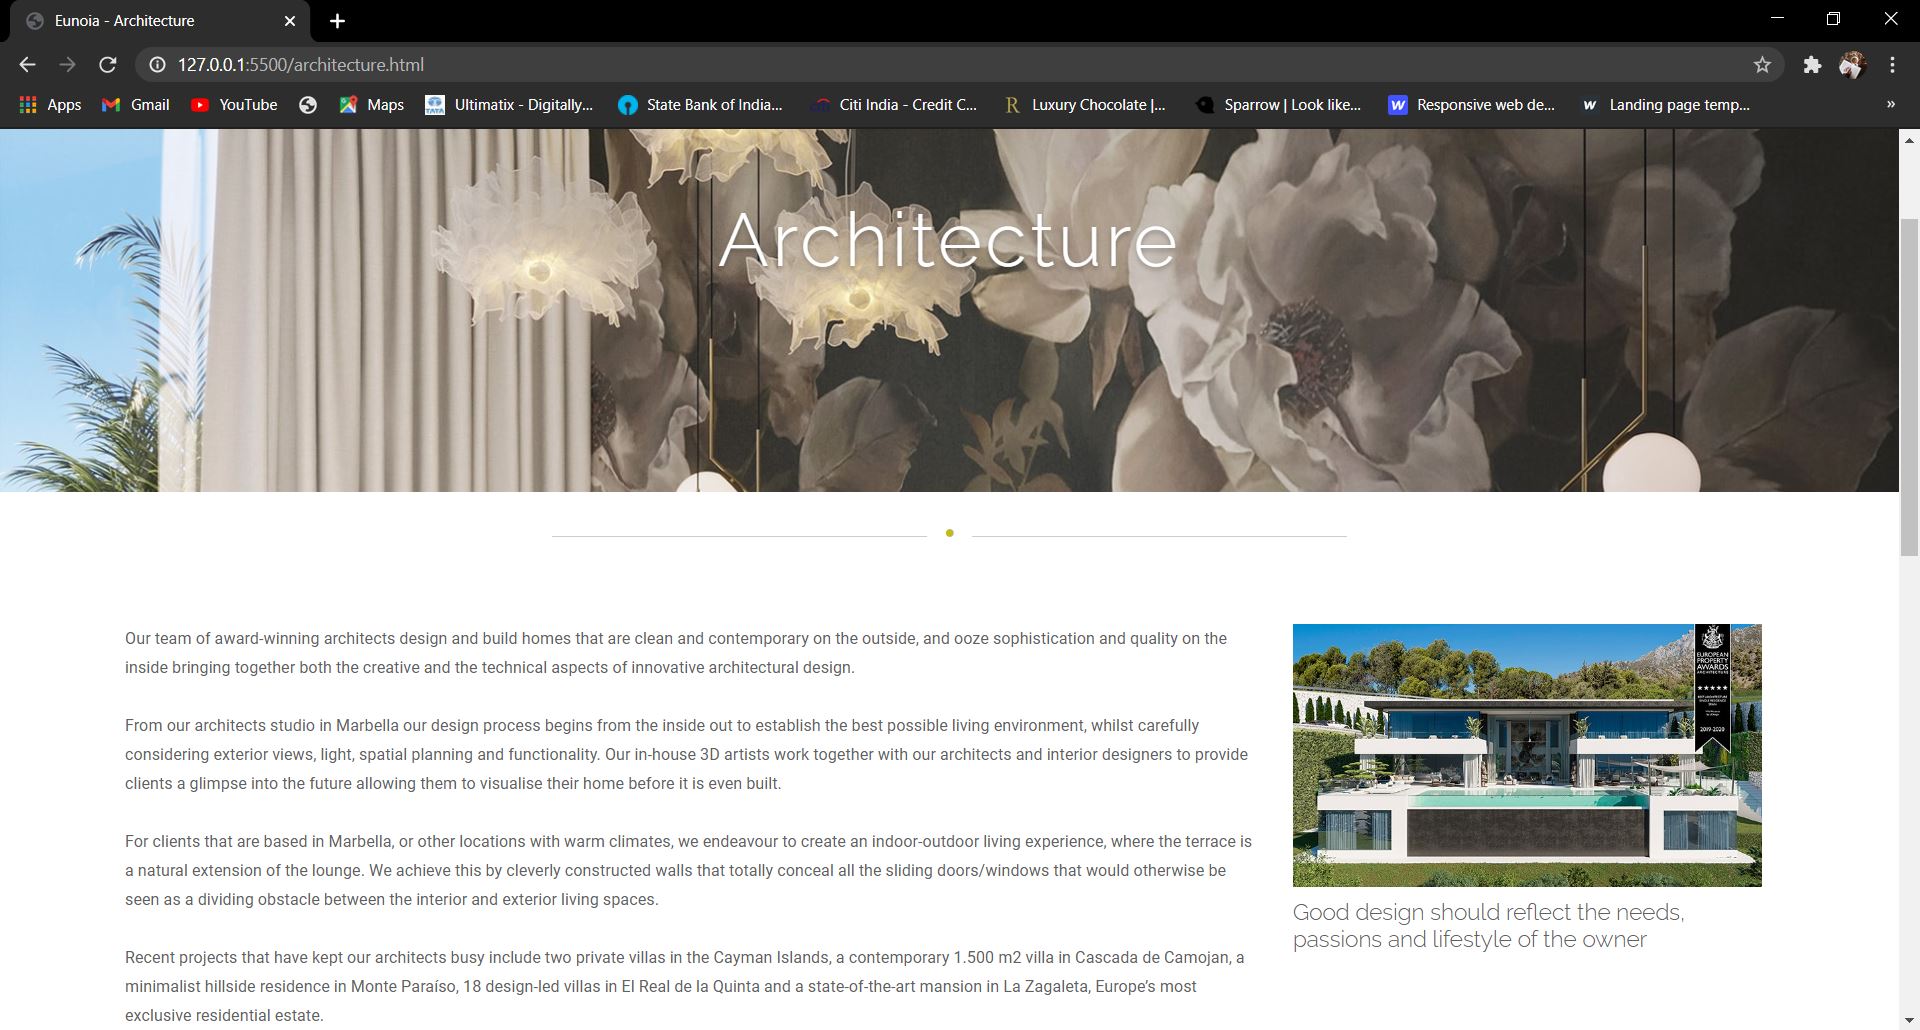 Eunoia - Architecture
127.0.0.1:5500/architecture.html
Apps
Gmail
YouTube
Maps
TATA
Ultimatix - Digitally...
State Bank of India...
citi
Citi India - Credit C...
R
Luxury Chocolate |...
Sparrow | Look like...
W
Responsive web de...
W
Landing page temp...
»
Architecture
Our team of award-winning architects design and build homes that are clean and contemporary on the outside, and ooze sophistication and quality on the
inside bringing together both the creative and the technical aspects of innovative architectural design.
From our architects studio in Marbella our design process begins from the inside out to establish the best possible living environment, whilst carefully
considering exterior views, light, spatial planning and functionality. Our in-house 3D artists work together with our architects and interior designers to provide
clients a glimpse into the future allowing them to visualise their home before it is even built.
For clients that are based in Marbella, or other locations with warm climates, we endeavour to create an indoor-outdoor living experience, where the terrace is
a natural extension of the lounge. We achieve this by cleverly constructed walls that totally conceal all the sliding doors/windows that would otherwise be
seen as a dividing obstacle between the interior and exterior living spaces.
Recent projects that have kept our architects busy include two private villas in the Cayman Islands, a contemporary 1.500 m2 villa in Cascada de Camojan, a
minimalist hillside residence in Monte Paraíso, 18 design-led villas in El Real de la Quinta and a state-of-the-art mansion in La Zagaleta, Europe’s most
exclusive residential estate.
EUROPEAN
PROPERTY
AWARDS
ARCHITECTURE
★★★★★
2019-2020
Good design should reflect the needs,
passions and lifestyle of the owner